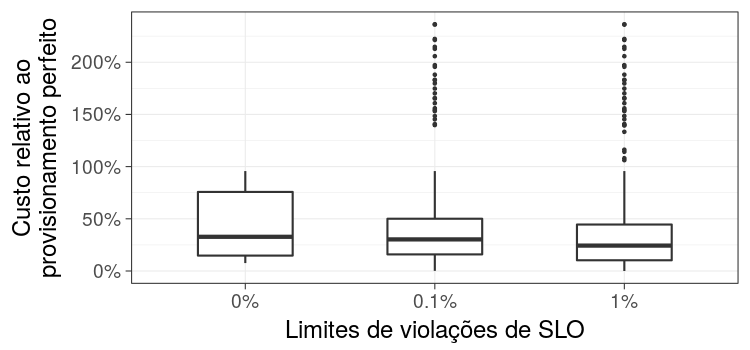 Custo relativo ao
provisionamento perfeito
200%
150%
100%
50%
0%
0%
0.1%
1%
Limites de violações de SLO